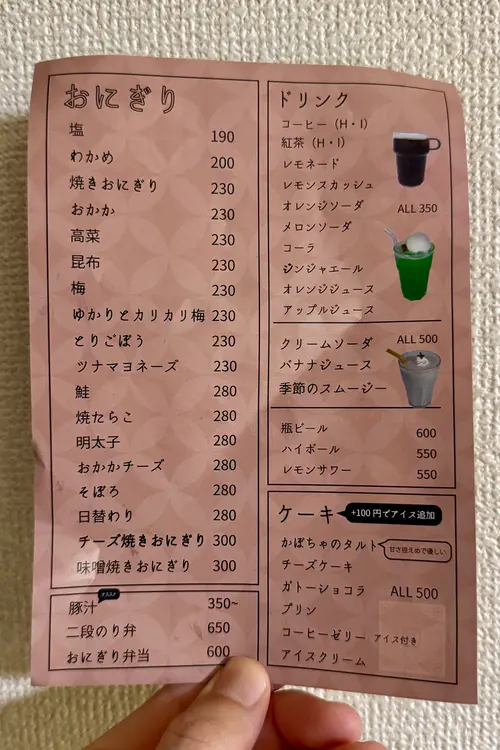 おにぎり
塩 190
わかめ 200
焼きおにぎり 230
おかか 230
高菜 230
昆布 230
梅 230
ゆかりとカリカリ梅 230
とりごぼう 230
ツナマヨネーズ 230
鮭 280
焼たらこ 280
明太子 280
おかかチーズ 280
そぼろ 280
日替わり 280
チーズ焼きおにぎり 300
味噌焼きおにぎり 300
オススメ
豚汁 350~
二段のり弁 650
おにぎり弁当 600
ドリンク
コーヒー（H・I）
紅茶（H・I）
レモネード
レモンスカッシュ
オレンジソーダ ALL 350
メロンソーダ
コーラ
ジンジャエール
オレンジジュース
アップルジュース
クリームソーダ ALL 500
バナナジュース
季節のスムージー
瓶ビール 600
ハイボール 550
レモンサワー 550
ケーキ +100円でアイス追加
かぼちゃのタルト 甘さ控えめで優しい
チーズケーキ
ガトーショコラ ALL 500
プリン
コーヒーゼリー アイス付き
アイスクリーム